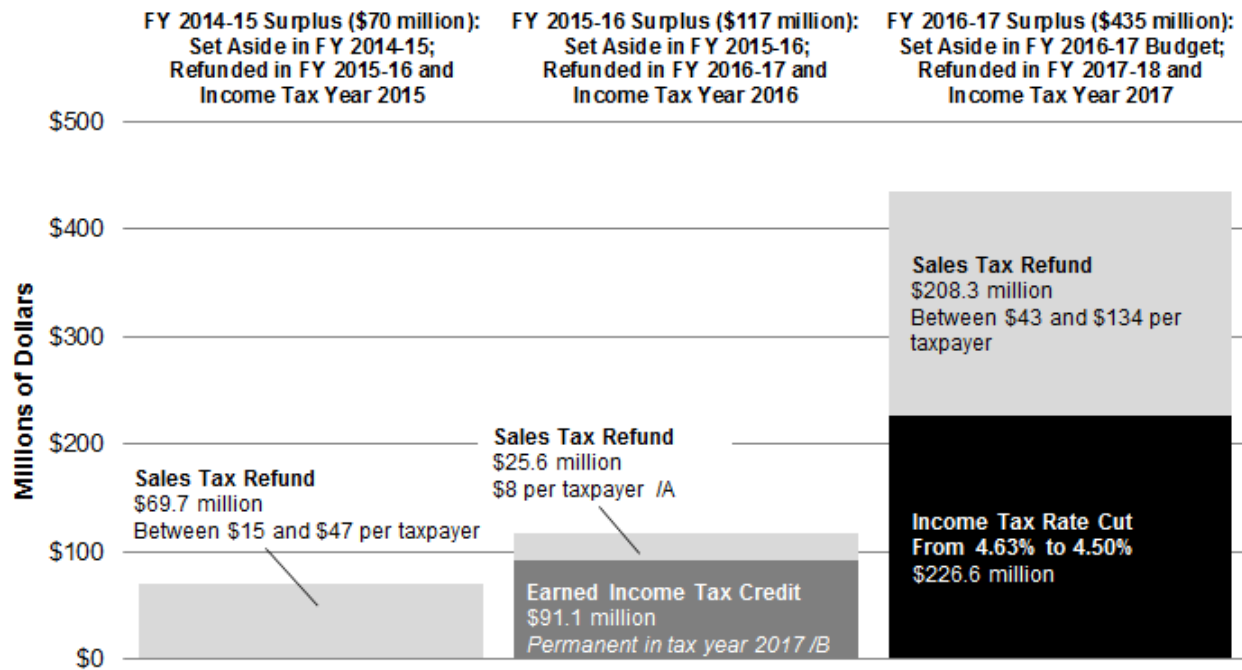 FY 2014-15 Surplus ($70 million):
Set Aside in FY 2014-15;
Refunded in FY 2015-16 and
Income Tax Year 2015
FY 2015-16 Surplus ($117 million):
Set Aside in FY 2015-16;
Refunded in FY 2016-17 and
Income Tax Year 2016
FY 2016-17 Surplus ($435 million):
Set Aside in FY 2016-17 Budget;
Refunded in FY 2017-18 and
Income Tax Year 2017
Millions of Dollars
$500
$400
$300
$200
$100
$0
Sales Tax Refund
$69.7 million
Between $15 and $47 per taxpayer
Sales Tax Refund
$25.6 million
$8 per taxpayer /A
Earned Income Tax Credit
$91.1 million
Permanent in tax year 2017 /B
Sales Tax Refund
$208.3 million
Between $43 and $134 per
taxpayer
Income Tax Rate Cut
From 4.63% to 4.50%
$226.6 million